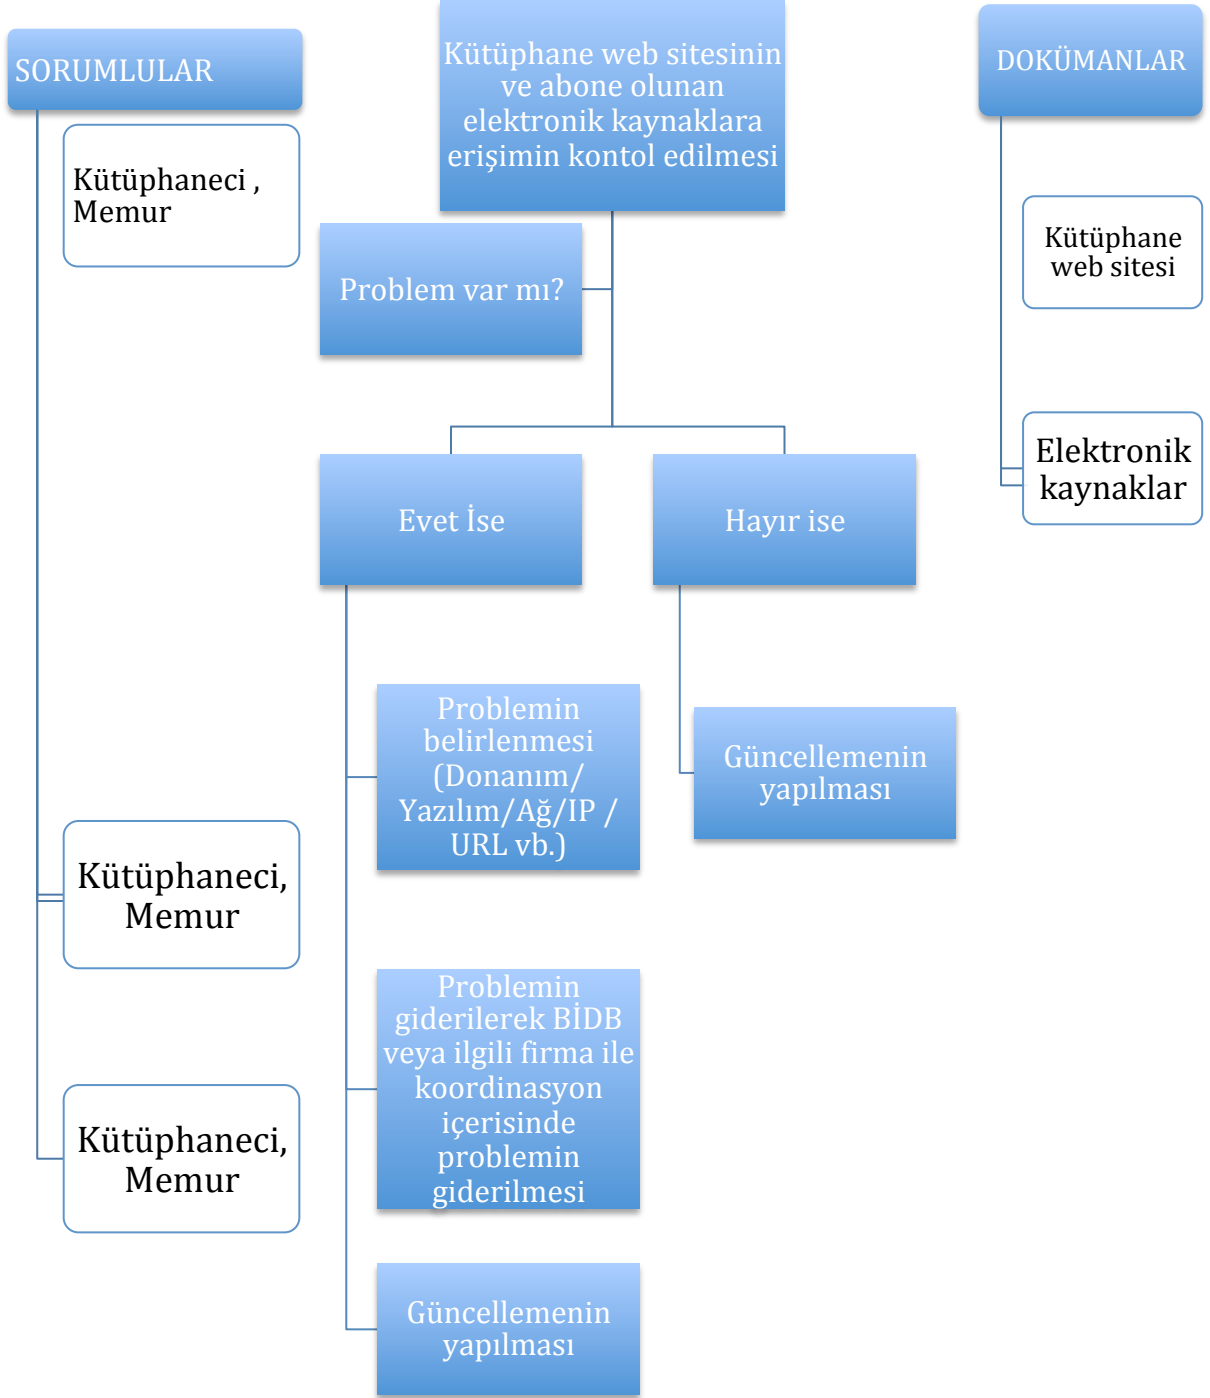 SORUMLULAR
Kütüphaneci ,
Memur
Kütüphaneci,
Memur
Kütüphaneci,
Memur
Kütüphane web sitesinin
ve abone olunan
elektronik kaynaklara
erişimin kontol edilmesi
Problem var mı?
Evet İse
Hayır ise
Problemin
belirlenmesi
(Donanım/
Yazılım/Ağ/IP /
URL vb.)
Güncellemenin
yapılması
Problemin
giderilerek BİDB
veya ilgili firma ile
koordinasyon
içerisinde
problemin
giderilmesi
Güncellemenin
yapılması
DOKÜMANLAR
Kütüphane
web sitesi
Elektronik
kaynaklar